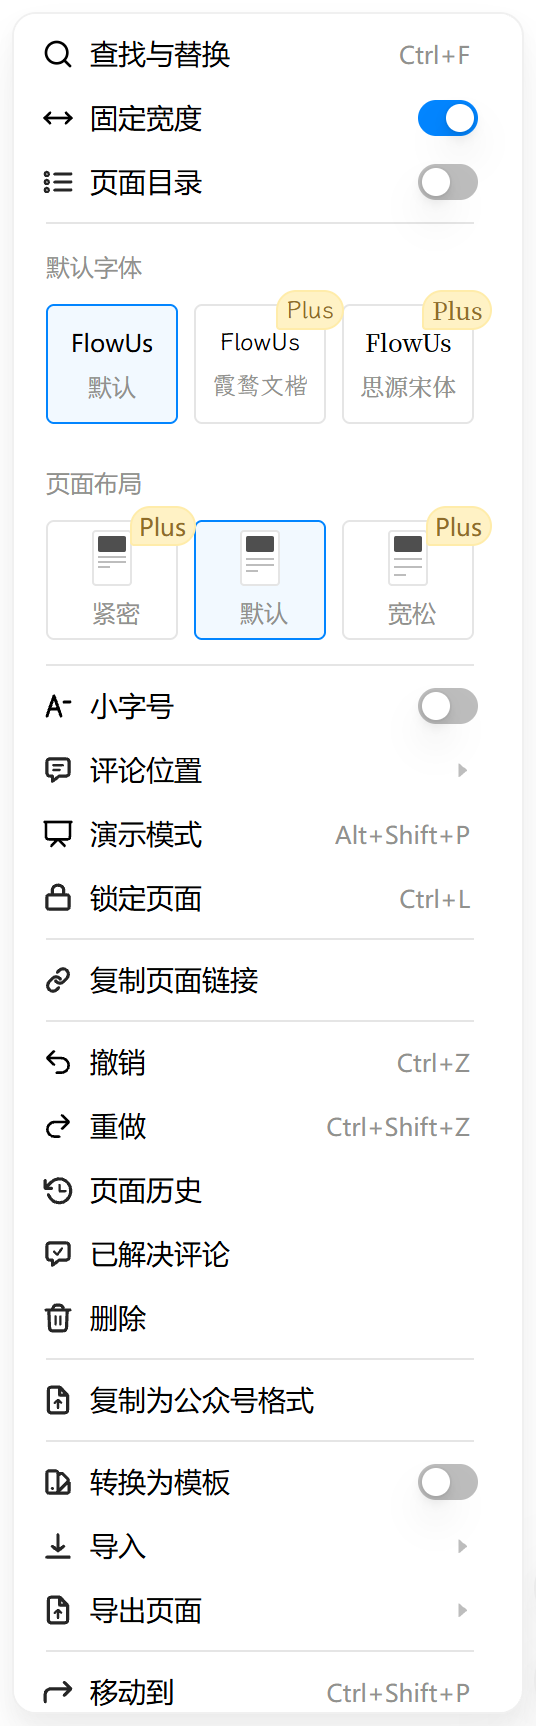 查找与替换 Ctrl+F
固定宽度
页面目录
默认字体
Plus Plus
FlowUs FlowUs FlowUs
默认 霞鹜文楷 思源宋体
页面布局
Plus Plus
紧密 默认 宽松
A- 小字号
评论位置
演示模式 Alt+Shift+P
锁定页面 Ctrl+L
复制页面链接
撤销 Ctrl+Z
重做 Ctrl+Shift+Z
页面历史
已解决评论
删除
复制为公众号格式
转换为模板
导入
导出页面
移动到 Ctrl+Shift+P